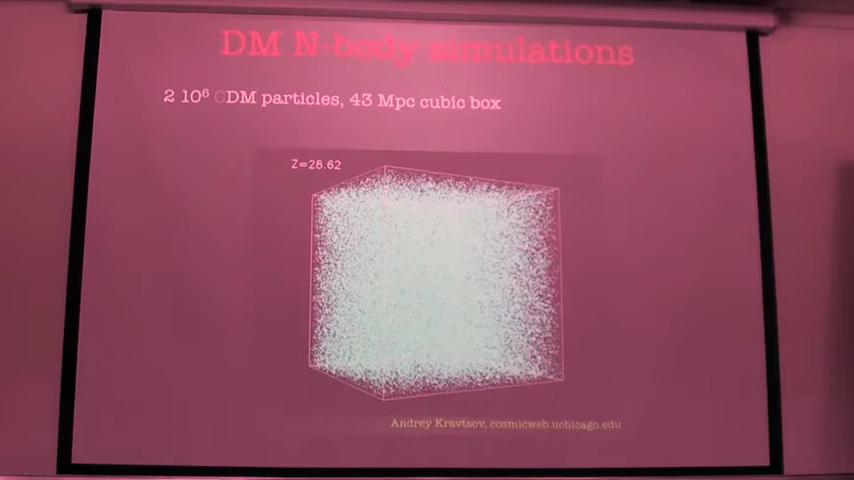 DM N-body simulations
2 10⁶ CDM particles, 43 Mpc cubic box
Z=28.62
Andrey Kravtsov, cosmicweb.uchicago.edu